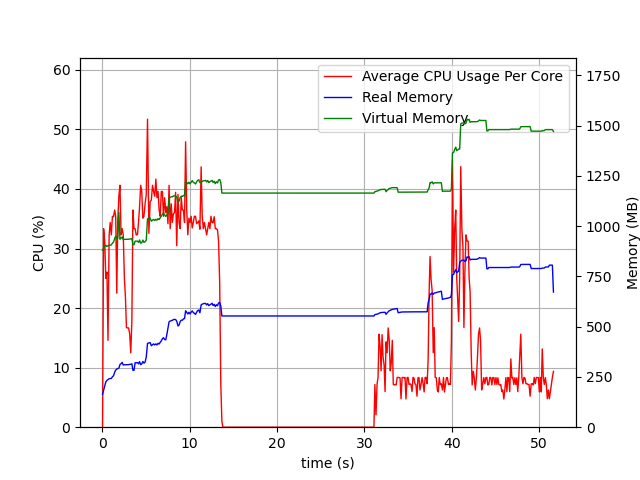 Average CPU Usage Per Core
Real Memory
Virtual Memory
60
50
40
30
20
10
0
CPU (%)
1750
1500
1250
1000
750
500
250
0
Memory (MB)
0 10 20 30 40 50
time (s)